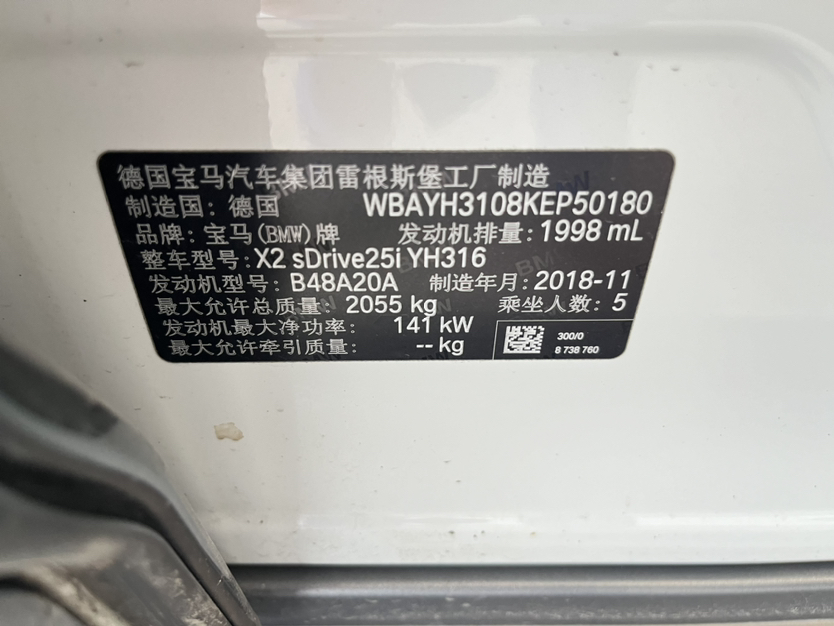 德国宝马汽车集团雷根斯堡工厂制造
制造国: 德国 WBAYH3108KEP50180
品牌: 宝马(BMW)牌 发动机排量: 1998 mL
整车型号: X2 sDrive25i YH316
发动机型号: B48A20A 制造年月: 2018-11
最大允许总质量: 2055 kg 乘坐人数: 5
发动机最大净功率: 141 kW
最大允许牵引质量: -- kg
300/0
8 738 760